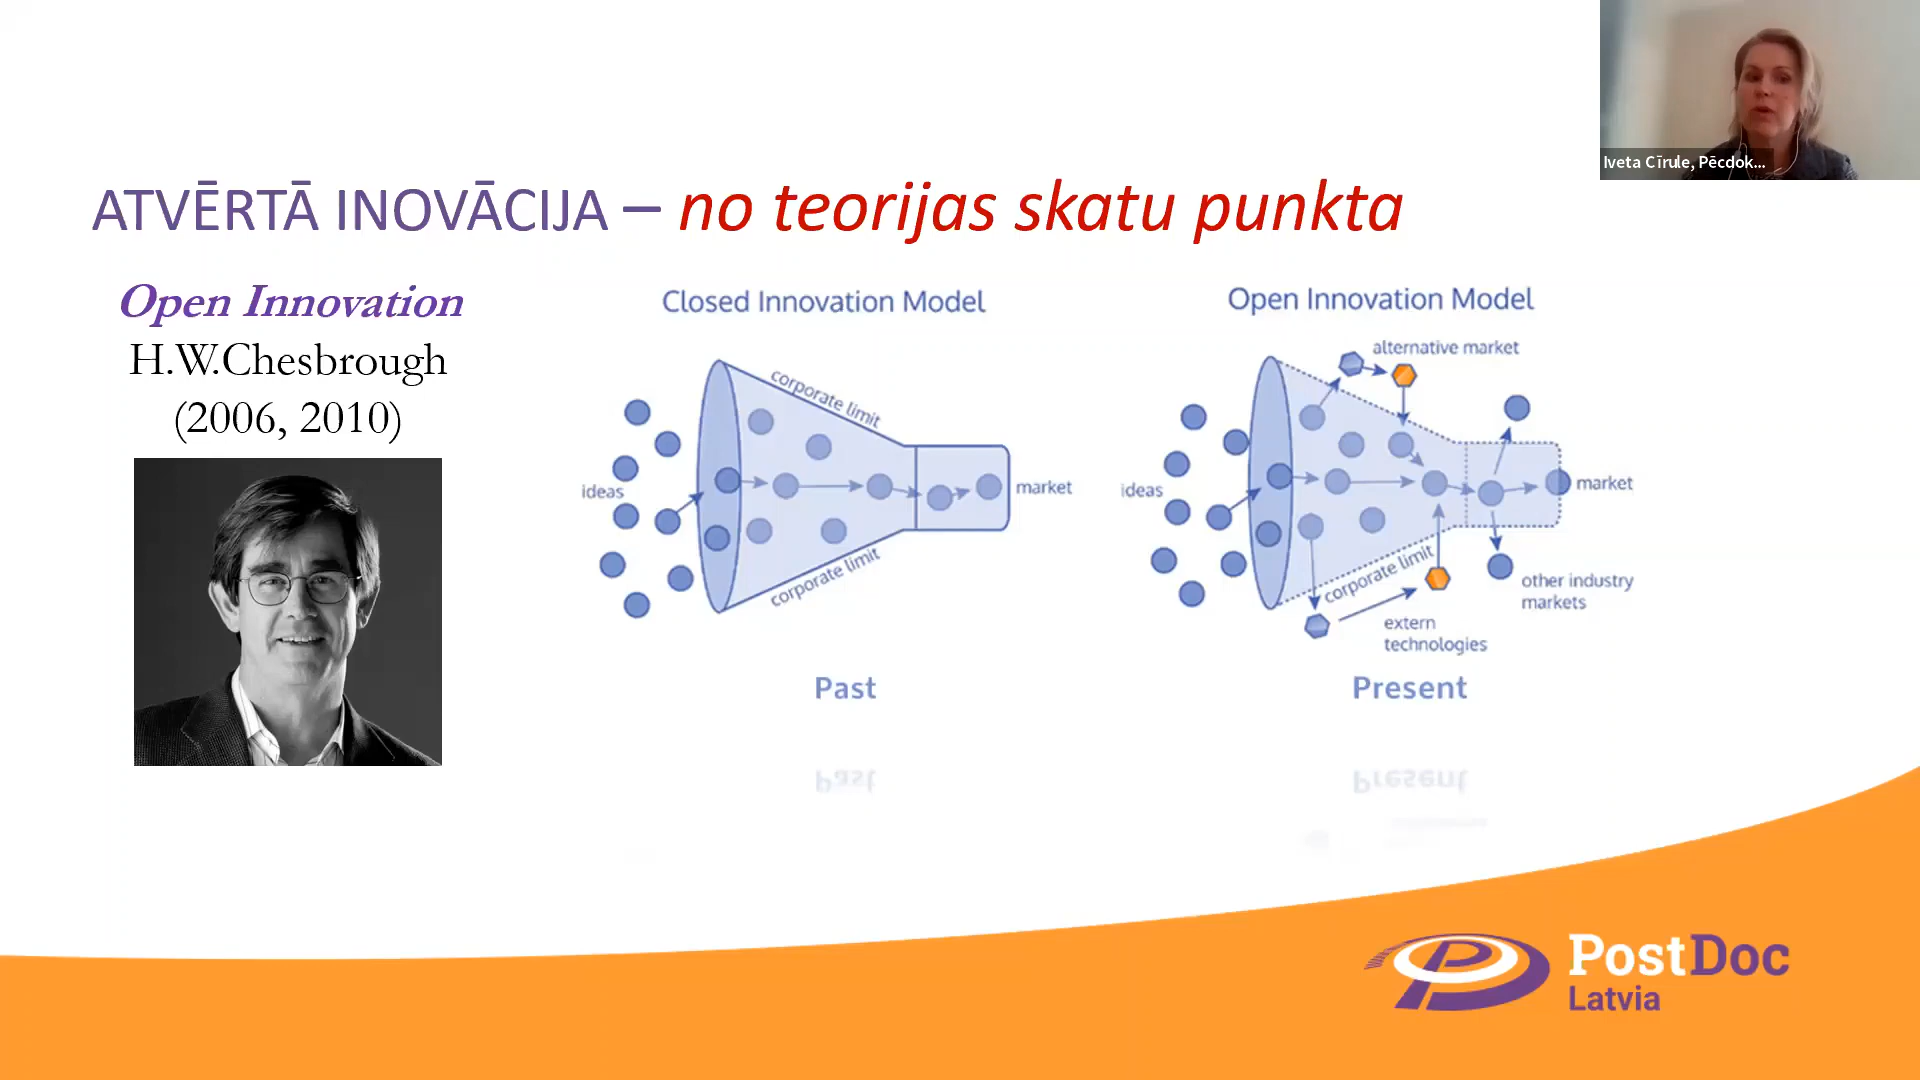 Iveta Cīrule, Pēcdok...
ATVĒRTĀ INOVĀCIJA – no teorijas skatu punkta
Open Innovation
H.W.Chesbrough
(2006, 2010)
Closed Innovation Model
corporate limit
ideas
market
corporate limit
Past
Past
Open Innovation Model
alternative market
ideas
market
corporate limit
other industry
markets
extern
technologies
Present
Present
PostDoc
Latvia